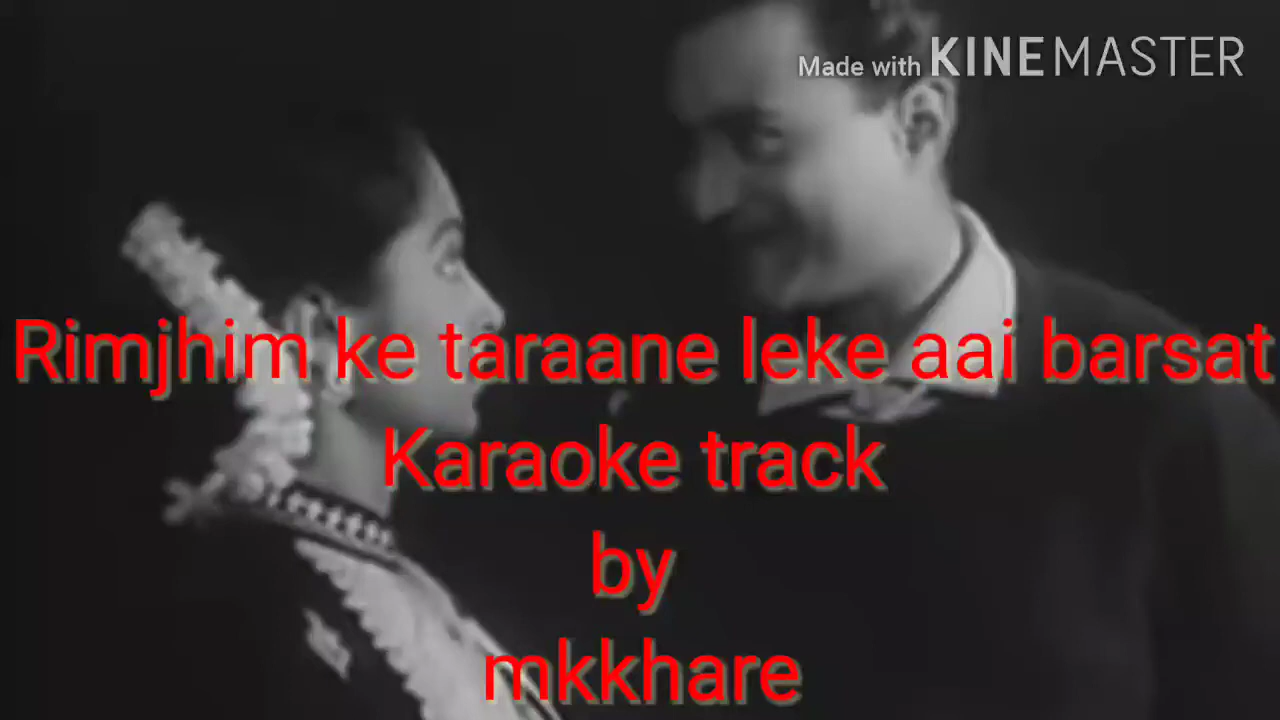 Made with KINEMASTER
Rimjhim ke taraane leke aai barsat
Karaoke track
by
mkkhare